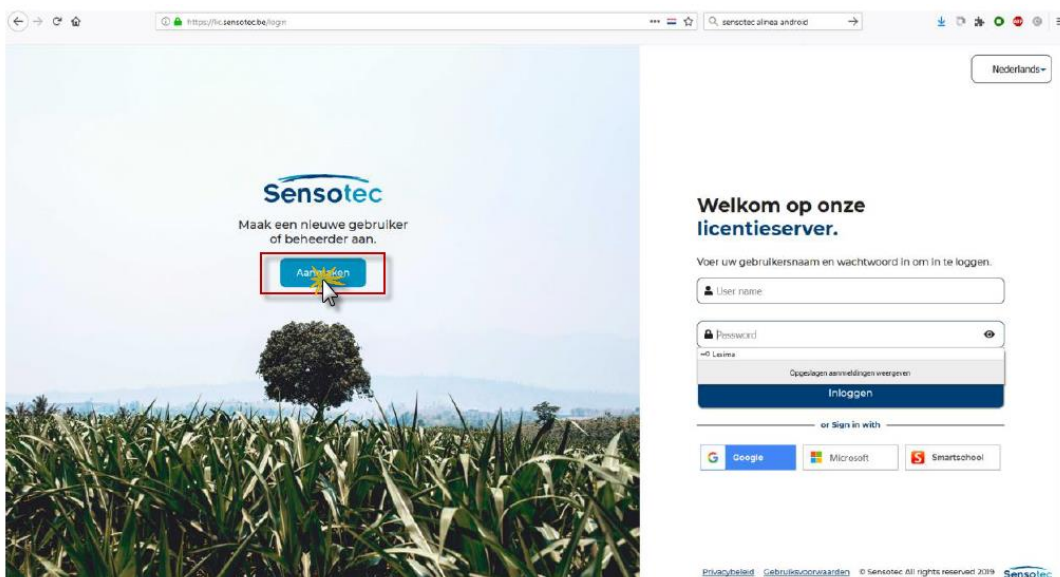 https://lic.sensotec.be/login
sensotec alinea android
Nederlands
Sensotec
Maak een nieuwe gebruiker
of beheerder aan.
Aanmaken
Welkom op onze
licentieserver.
Voer uw gebruikersnaam en wachtwoord in om in te loggen.
User name
Password
Lexima
Opgeslagen aanmeldingen weergeven
Inloggen
or Sign in with
Google
Microsoft
Smartschool
Privacybeleid Gebruiksvoorwaarden © Sensotec All rights reserved 2019 Sensotec